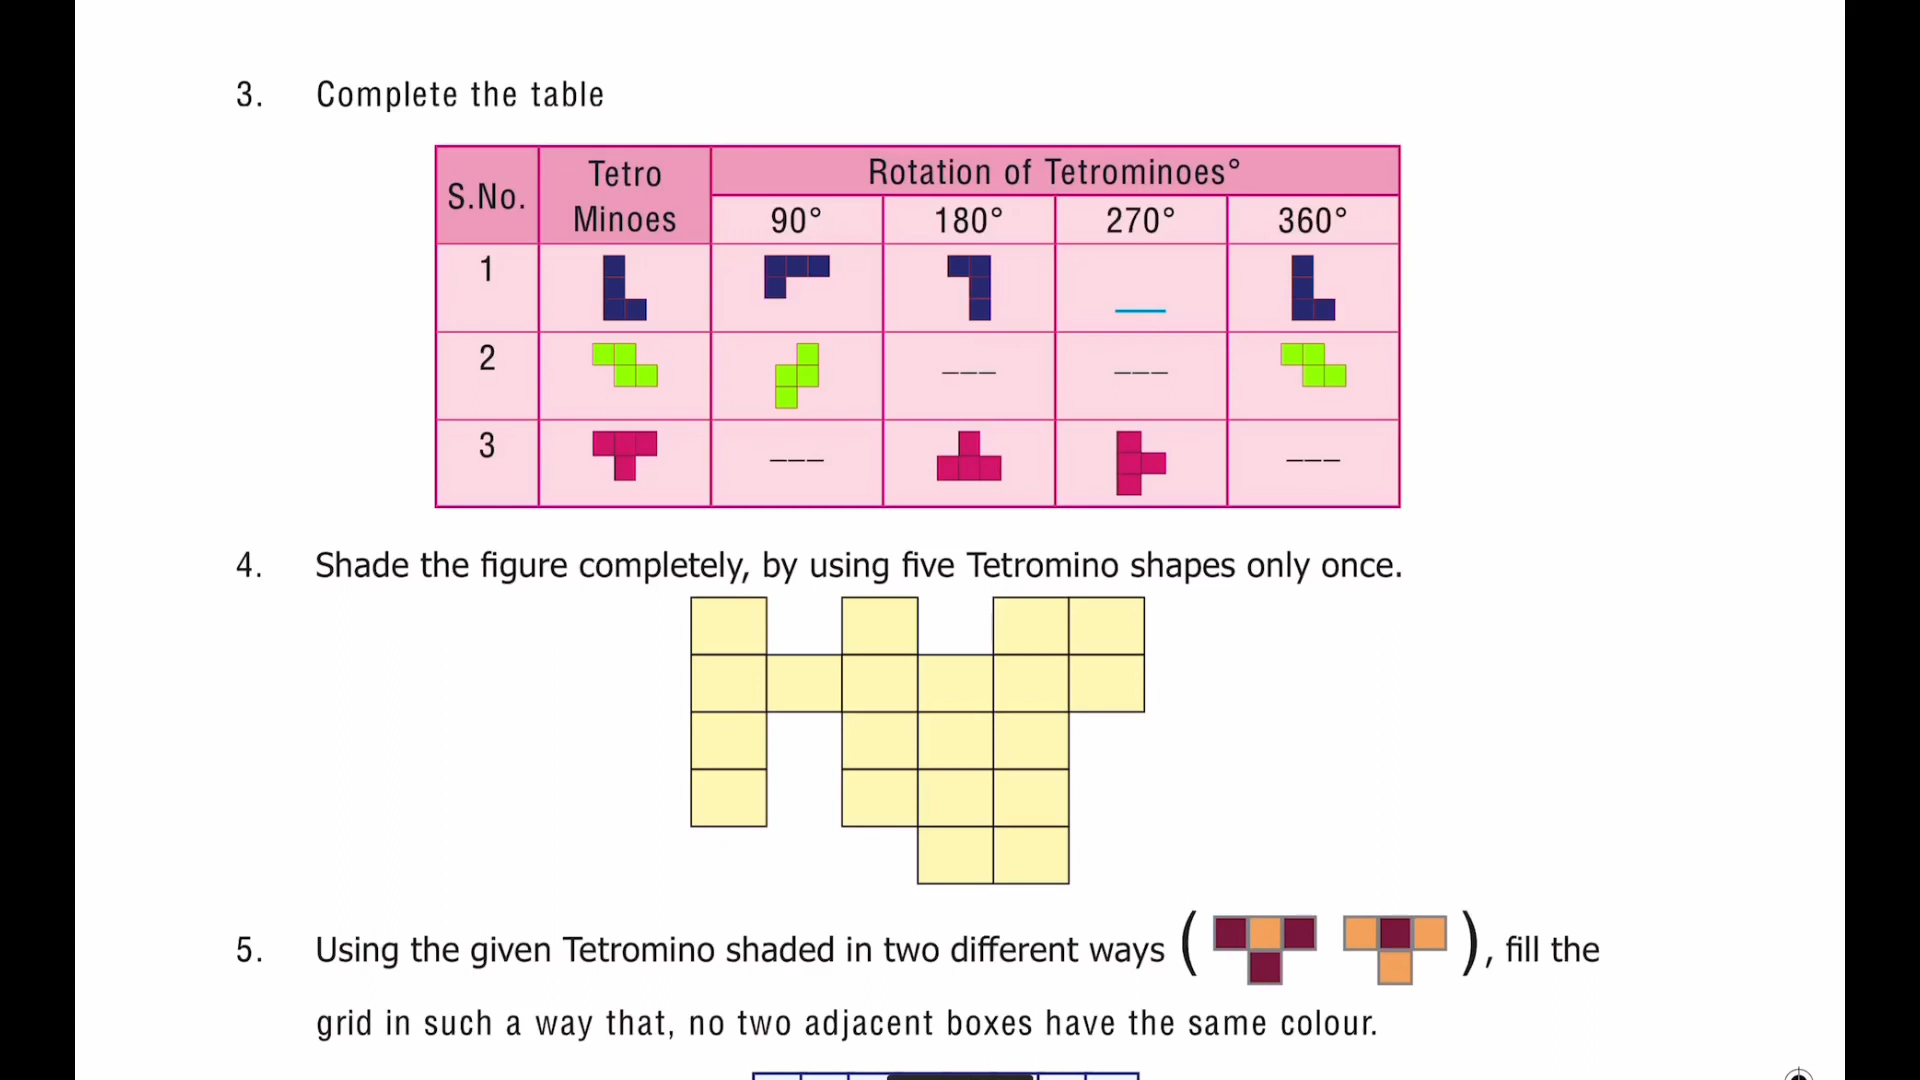 3. Complete the table
S.No. Tetro Minoes Rotation of Tetrominoes°
90° 180° 270° 360°
1 __
2 --- ---
3 --- ---
4. Shade the figure completely, by using five Tetromino shapes only once.
5. Using the given Tetromino shaded in two different ways ( ), fill the
grid in such a way that, no two adjacent boxes have the same colour.